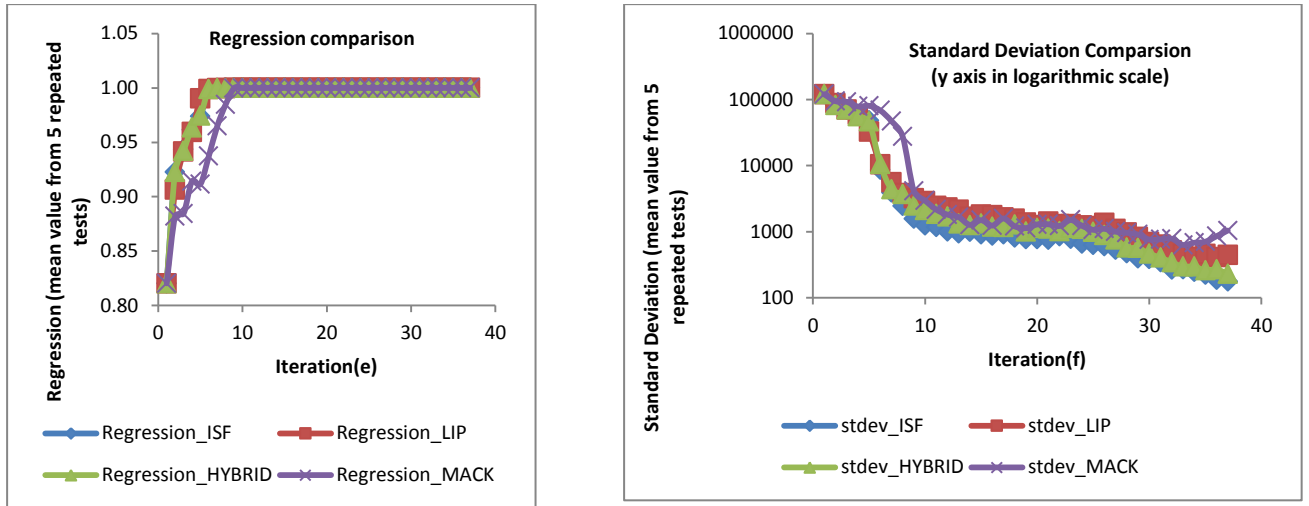 Regression comparison
Regression (mean value from 5 repeated
tests)
1.05
1.00
0.95
0.90
0.85
0.80
0
10
20
30
40
Iteration(e)
Regression_ISF
Regression_LIP
Regression_HYBRID
Regression_MACK
Standard Deviation Comparsion
(y axis in logarithmic scale)
Standard Deviation (mean value from 5
repeated tests)
1000000
100000
10000
1000
100
0
10
20
30
40
Iteration(f)
stdev_ISF
stdev_LIP
stdev_HYBRID
stdev_MACK